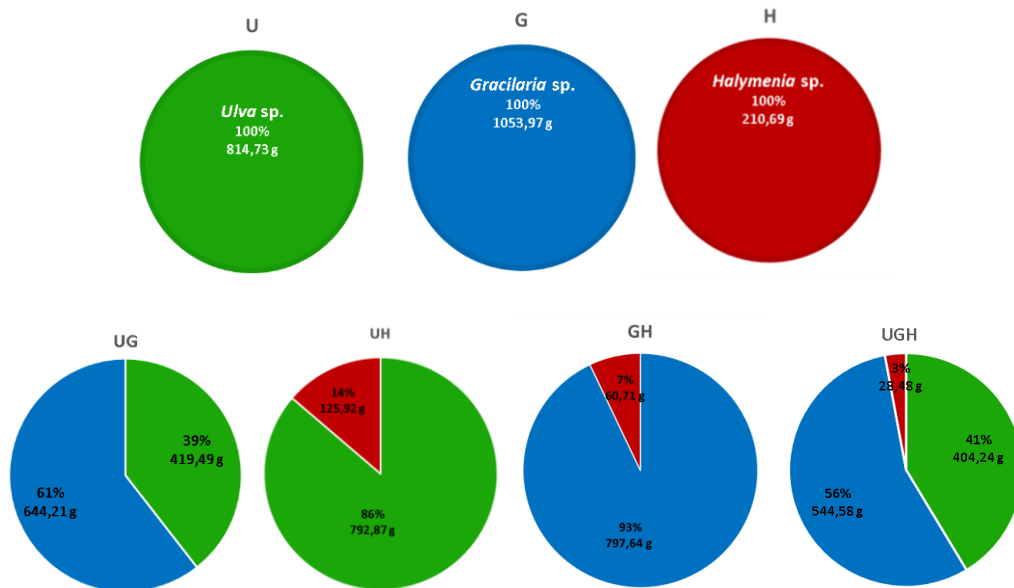 U
G
H
Ulva sp.
100%
814,73 g
Gracilaria sp.
100%
1053,97 g
Halymenia sp.
100%
210,69 g
UG
39%
419,49 g
61%
644,21 g
UH
14%
125,92 g
86%
792,87 g
GH
7%
60,71 g
93%
797,64 g
UGH
3%
28,48 g
41%
404,24 g
56%
544,58 g